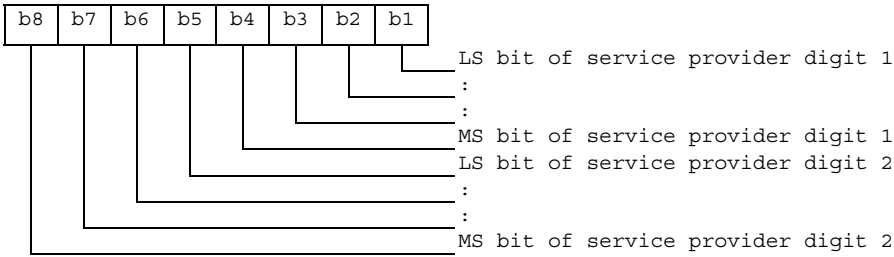 b8 b7 b6 b5 b4 b3 b2 b1
LS bit of service provider digit 1
:
:
MS bit of service provider digit 1
LS bit of service provider digit 2
:
:
MS bit of service provider digit 2